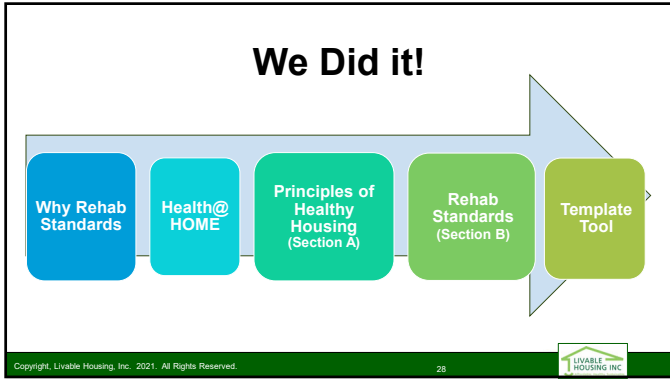 We Did it!
Why Rehab
Standards
Health@
HOME
Principles of
Healthy
Housing
(Section A)
Rehab
Standards
(Section B)
Template
Tool
Copyright, Livable Housing, Inc. 2021. All Rights Reserved.
28
LIVABLE
HOUSING INC